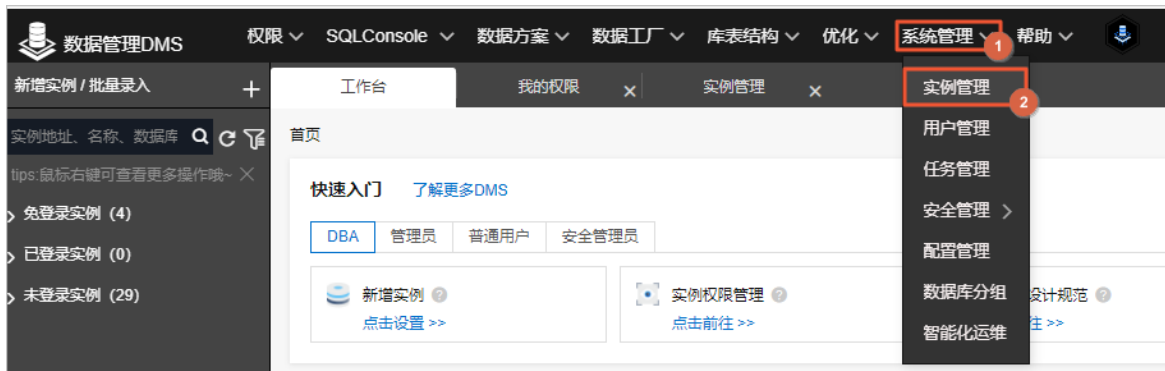 数据管理DMS 权限 SQLConsole 数据方案 数据工厂 库表结构 优化 系统管理 1 帮助
新增实例 / 批量录入 + 工作台 我的权限 × 实例管理 × 实例管理 2
实例地址、名称、数据库 首页 用户管理
tips:鼠标右键可查看更多操作哦~ × 任务管理
快速入门 了解更多DMS
免登录实例 (4) 安全管理
DBA 管理员 普通用户 安全管理员
已登录实例 (0) 配置管理
未登录实例 (29) 新增实例 实例权限管理 数据库分组 设计规范
点击设置 >> 点击前往 >> 往 >>
智能化运维